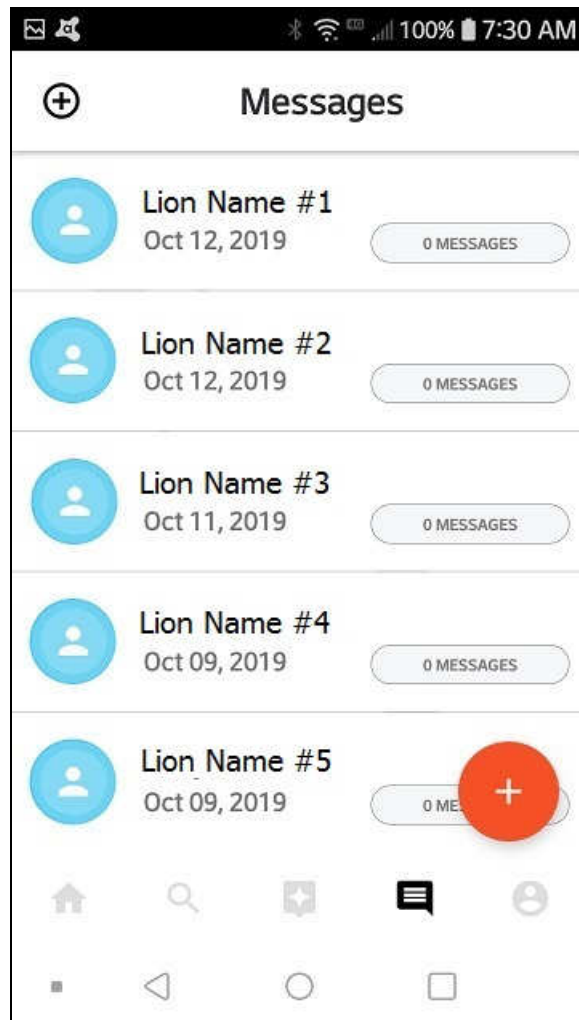 100% 7:30 AM
Messages
Lion Name #1
Oct 12, 2019
0 MESSAGES
Lion Name #2
Oct 12, 2019
0 MESSAGES
Lion Name #3
Oct 11, 2019
0 MESSAGES
Lion Name #4
Oct 09, 2019
0 MESSAGES
Lion Name #5
Oct 09, 2019
0 ME